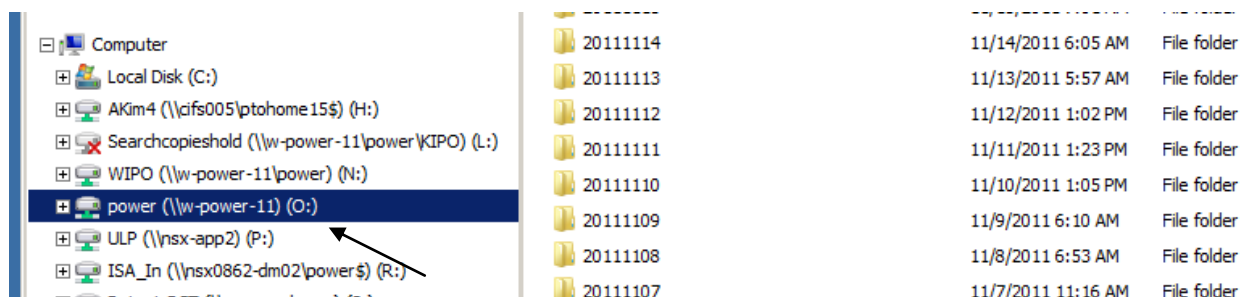 Computer
Local Disk (C:)
AKim4 (\\cifs005\ptohome15$) (H:)
Searchcopieshold (\\w-power-11\power\KIPO) (L:)
WIPO (\\w-power-11\power) (N:)
power (\\w-power-11) (O:)
ULP (\\nsx-app2) (P:)
ISA_In (\\nsx0862-dm02\power$) (R:)
20111114 11/14/2011 6:05 AM File folder
20111113 11/13/2011 5:57 AM File folder
20111112 11/12/2011 1:02 PM File folder
20111111 11/11/2011 1:23 PM File folder
20111110 11/10/2011 1:05 PM File folder
20111109 11/9/2011 6:10 AM File folder
20111108 11/8/2011 6:53 AM File folder
20111107 11/7/2011 11:16 AM File folder